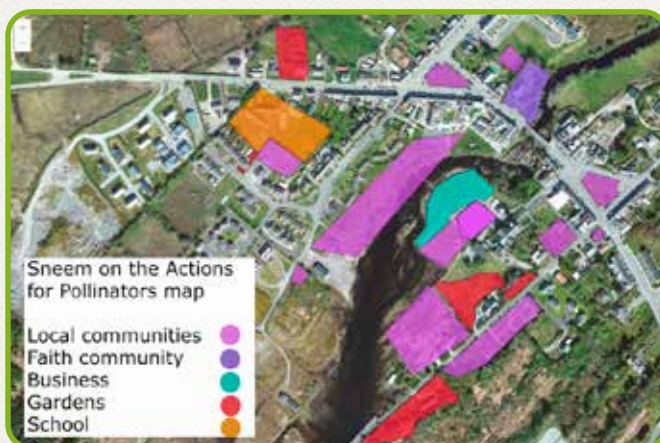 Sneem on the Actions
for Pollinators map
Local communities
Faith community
Business
Gardens
School